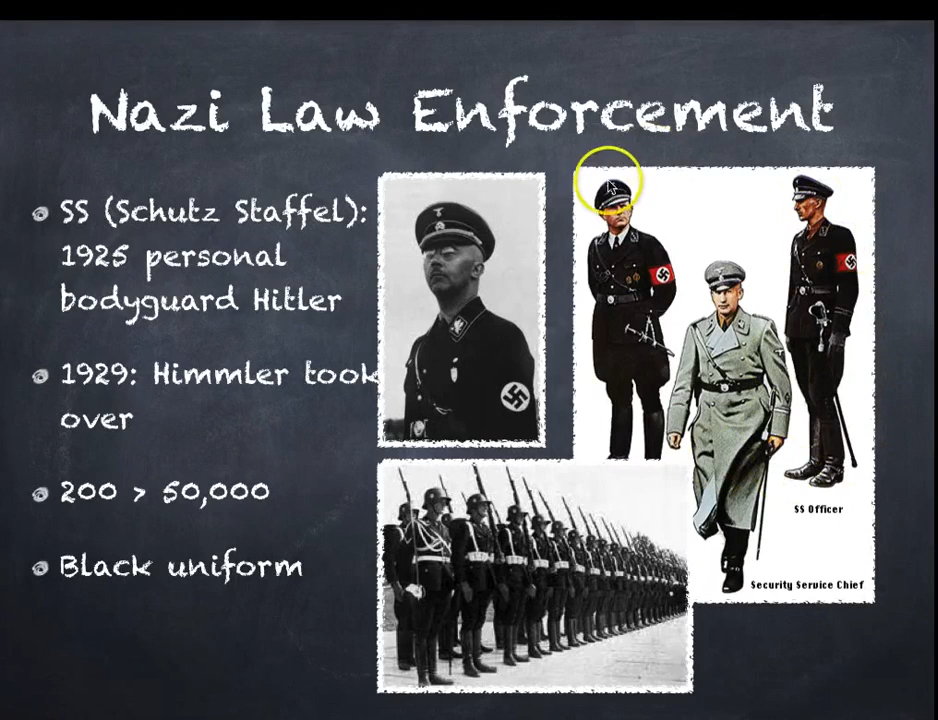 Nazi Law Enforcement
SS (Schutz Staffel):
1925 personal
bodyguard Hitler
1929: Himmler took
over
200 > 50,000
Black uniform
SS Officer
Security Service Chief